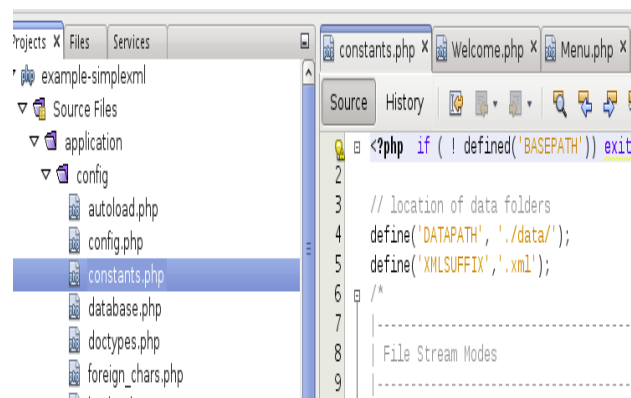 Projects Files Services
example-simplexml
Source Files
application
config
autoload.php
config.php
constants.php
database.php
doctypes.php
foreign_chars.php
constants.php Welcome.php Menu.php
Source History
<?php if ( ! defined('BASEPATH')) exit
2
3 // location of data folders
4 define('DATAPATH', './data/');
5 define('XMLSUFFIX','.xml');
6 /*
7 |-----------------------------------
8 | File Stream Modes
9 |-----------------------------------